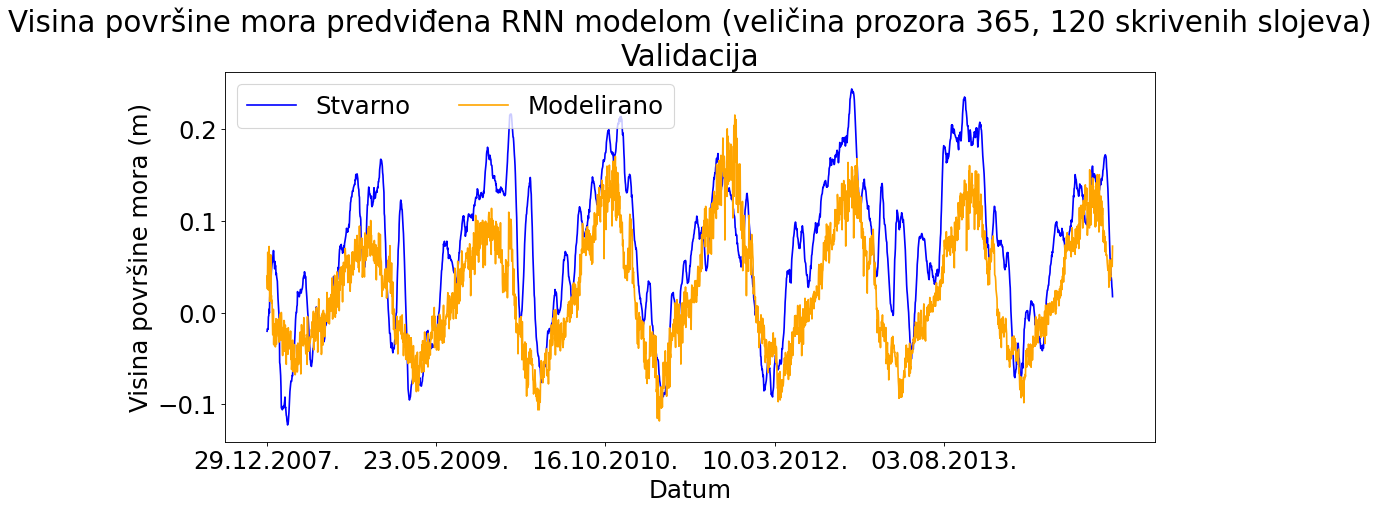 Visina površine mora predviđena RNN modelom (veličina prozora 365, 120 skrivenih slojeva)
Validacija
Stvarno
Modelirano
Visina površine mora (m)
0.2
0.1
0.0
−0.1
29.12.2007.
23.05.2009.
16.10.2010.
10.03.2012.
03.08.2013.
Datum